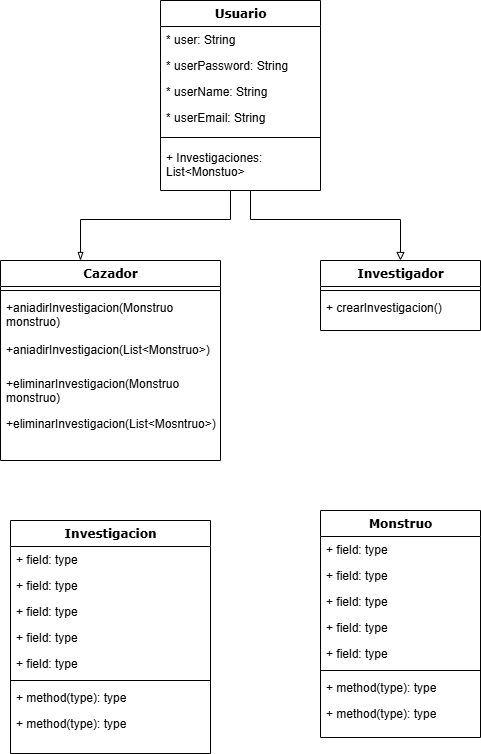 Usuario
* user: String
* userPassword: String
* userName: String
* userEmail: String
+ Investigaciones:
List<Monstuo>
Cazador
+aniadirInvestigacion(Monstruo
monstruo)
+aniadirInvestigacion(List<Monstruo>)
+eliminarInvestigacion(Monstruo
monstruo)
+eliminarInvestigacion(List<Mosntruo>)
Investigador
+ crearInvestigacion()
Investigacion
+ field: type
+ field: type
+ field: type
+ field: type
+ field: type
+ method(type): type
+ method(type): type
Monstruo
+ field: type
+ field: type
+ field: type
+ field: type
+ field: type
+ method(type): type
+ method(type): type